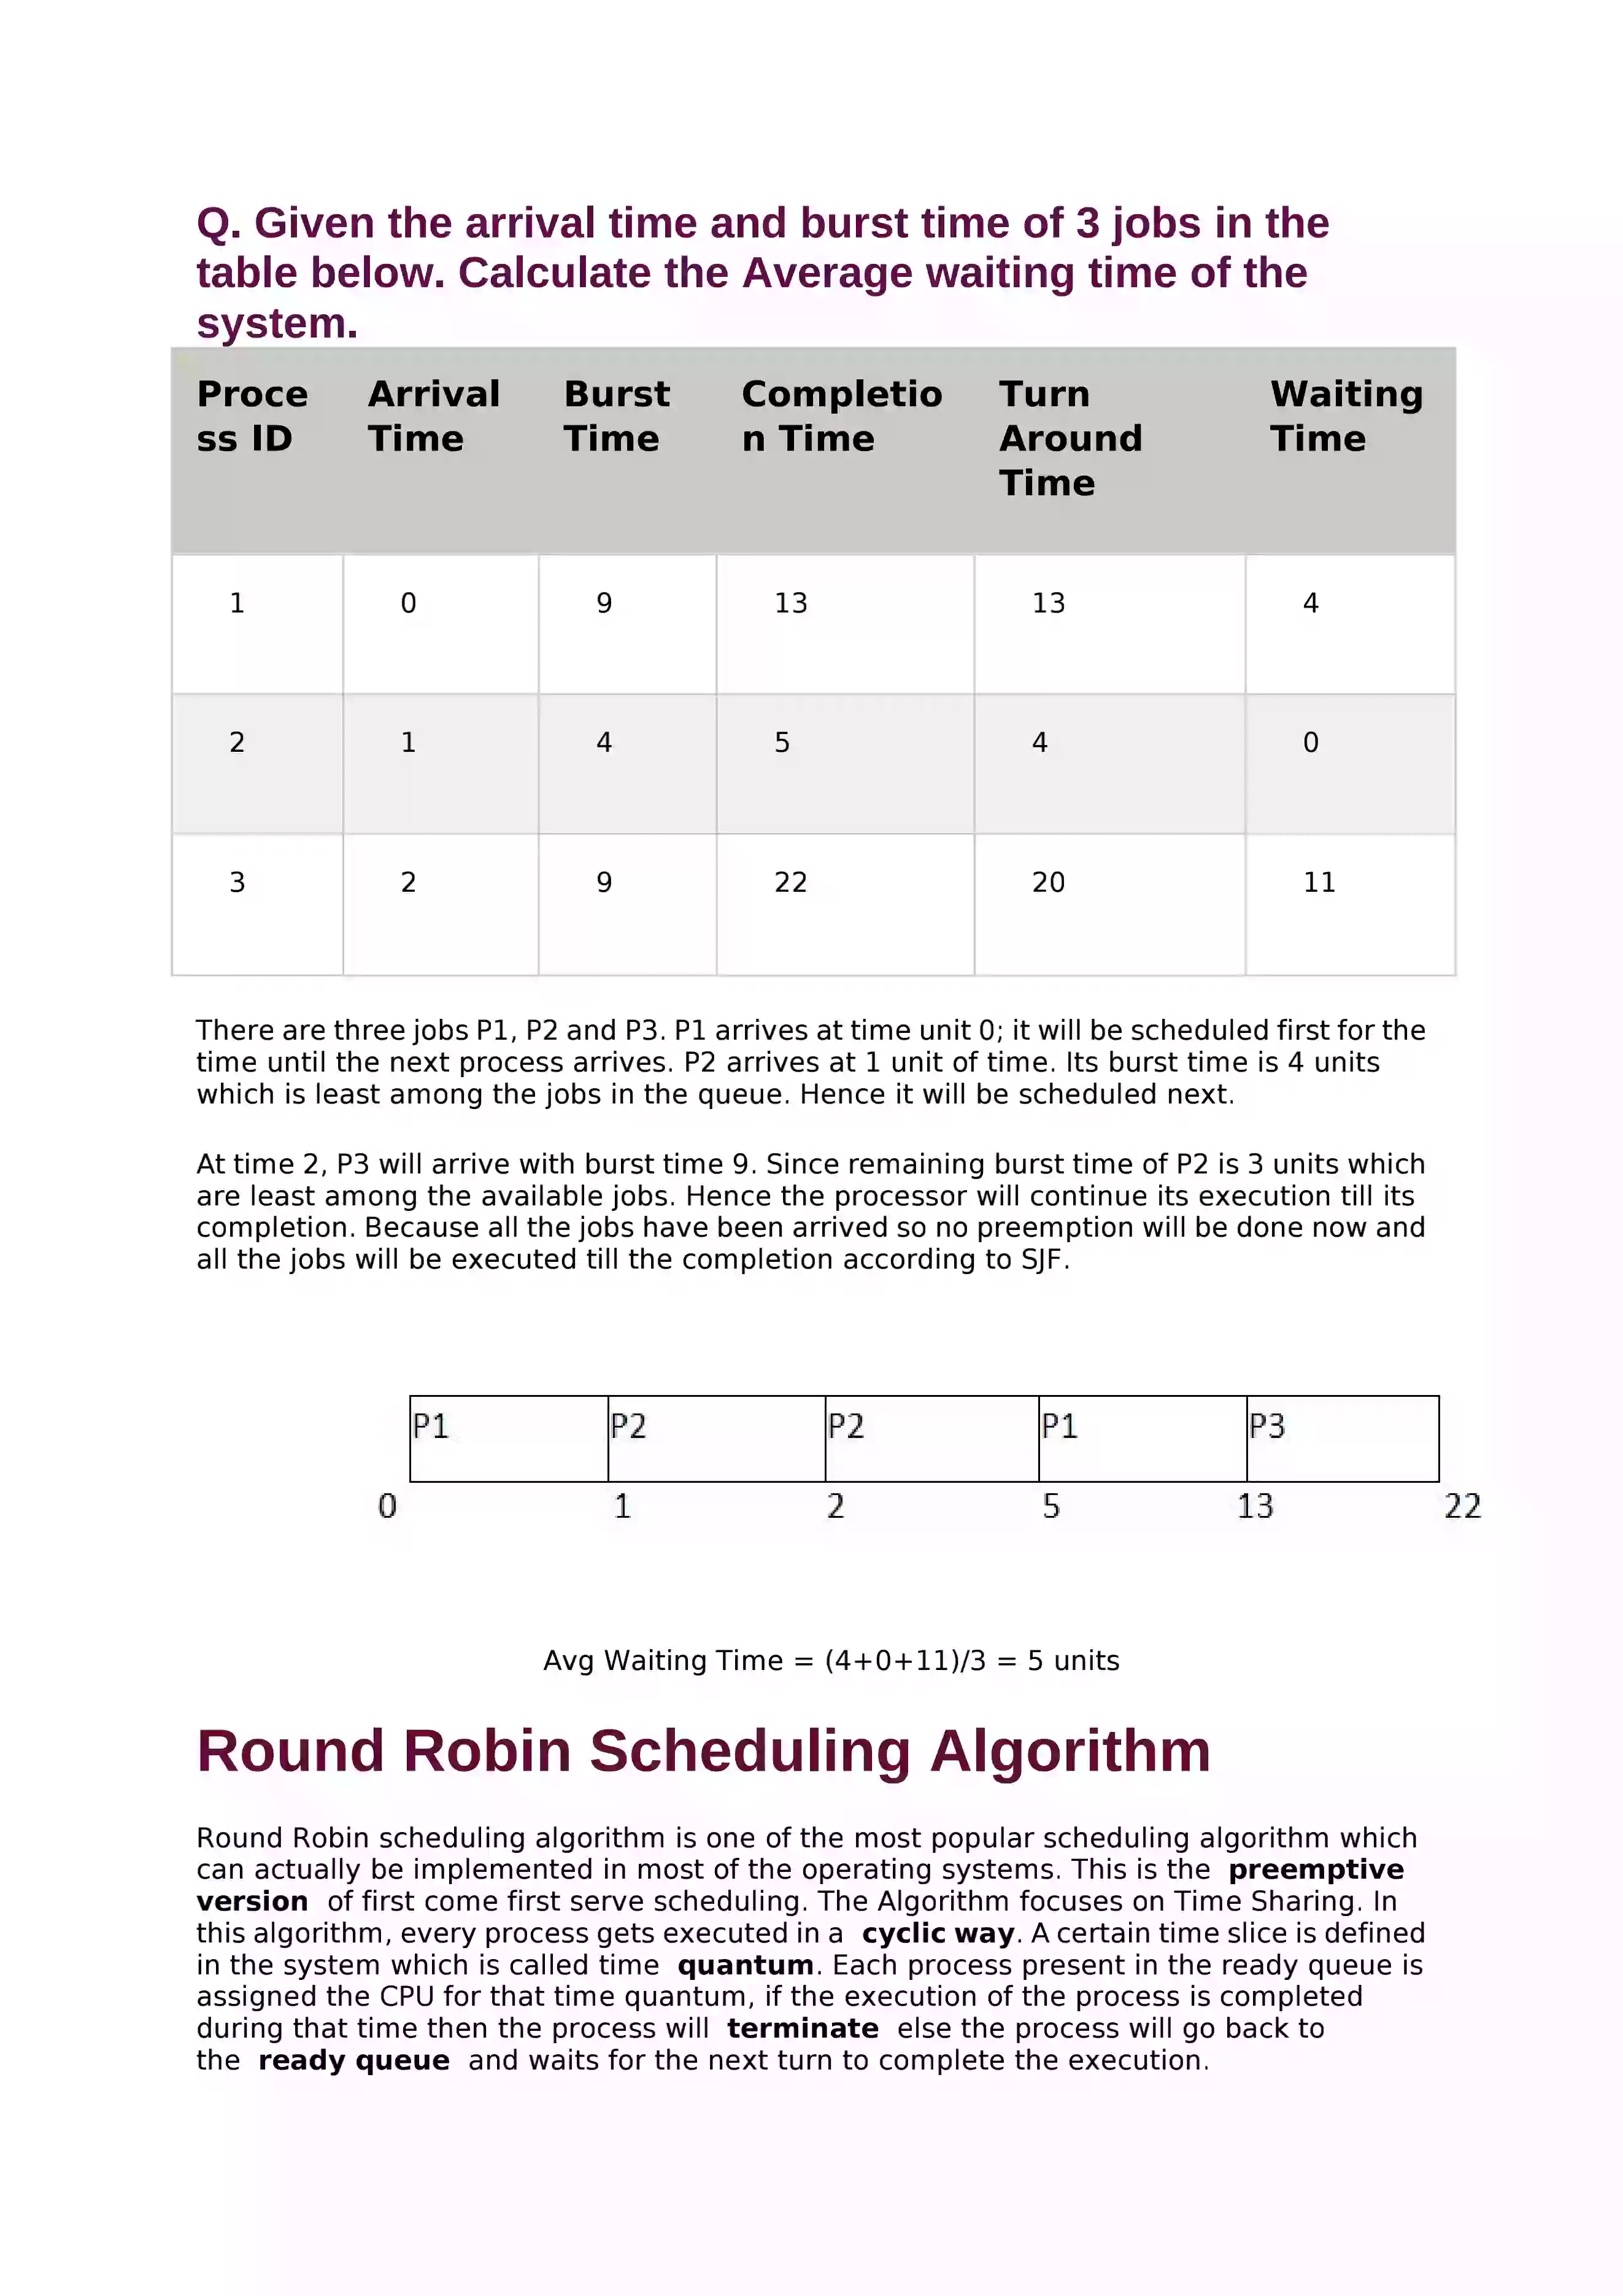 Q. Given the arrival time and burst time of 3 jobs in the
table below. Calculate the Average waiting time of the
system.
Proce Arrival Burst Completio Turn Waiting
ss ID Time Time n Time Around Time
Time
1 0 9 13 13 4
2 1 4 5 4 0
3 2 9 22 20 11
There are three jobs P1, P2 and P3. P1 arrives at time unit 0; it will be scheduled first for the
time until the next process arrives. P2 arrives at 1 unit of time. Its burst time is 4 units
which is least among the jobs in the queue. Hence it will be scheduled next.
At time 2, P3 will arrive with burst time 9. Since remaining burst time of P2 is 3 units which
are least among the available jobs. Hence the processor will continue its execution till its
completion. Because all the jobs have been arrived so no preemption will be done now and
all the jobs will be executed till the completion according to SJF.
P1 P2 P2 P1 P3
0 1 2 5 13 22
Avg Waiting Time = (4+0+11)/3 = 5 units
Round Robin Scheduling Algorithm
Round Robin scheduling algorithm is one of the most popular scheduling algorithm which
can actually be implemented in most of the operating systems. This is the preemptive
version of first come first serve scheduling. The Algorithm focuses on Time Sharing. In
this algorithm, every process gets executed in a cyclic way. A certain time slice is defined
in the system which is called time quantum. Each process present in the ready queue is
assigned the CPU for that time quantum, if the execution of the process is completed
during that time then the process will terminate else the process will go back to
the ready queue and waits for the next turn to complete the execution.